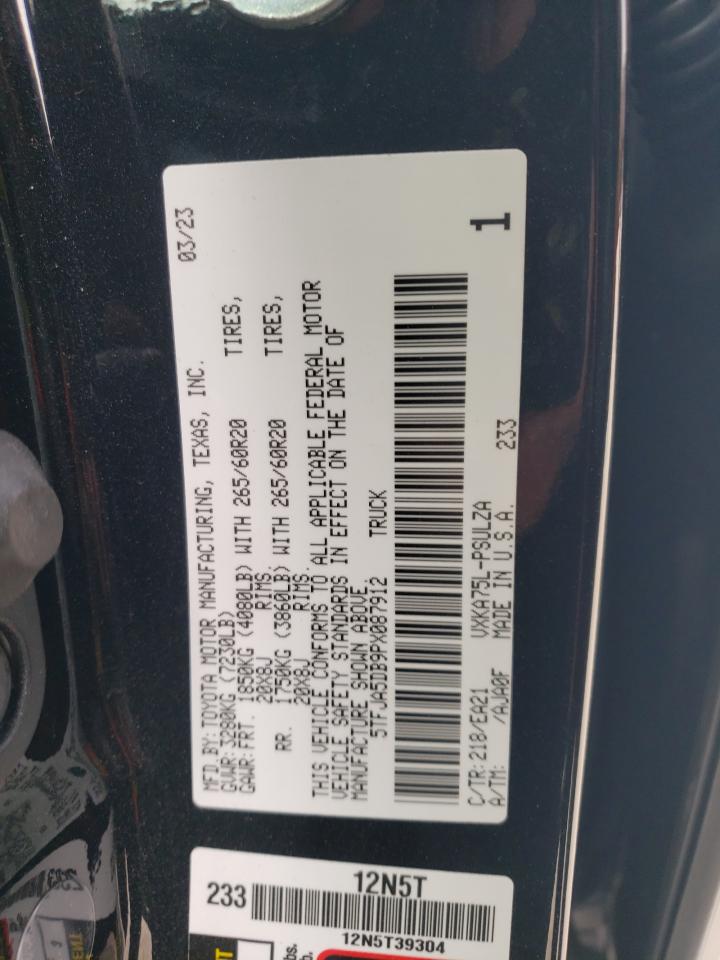 MFD BY: TOYOTA MOTOR MANUFACTURING, TEXAS, INC. 03/23
GVWR: 3280KG (7230LB)
GAWR: FRT. 1850KG (4080LB) WITH 265/60R20 TIRES,
20X8J RIMS
RR. 1750KG (3860LB) WITH 265/60R20 TIRES,
20X8J RIMS
THIS VEHICLE CONFORMS TO ALL APPLICABLE FEDERAL MOTOR
VEHICLE SAFETY STANDARDS IN EFFECT ON THE DATE OF
MANUFACTURE SHOWN ABOVE
5TFJA5DB9PX087912 TRUCK
C/TR: 218/EA21 VXKA75L-PSULZA
A/TM: /AJA0F MADE IN U.S.A. 233
1
12N5T
233
12N5T39304